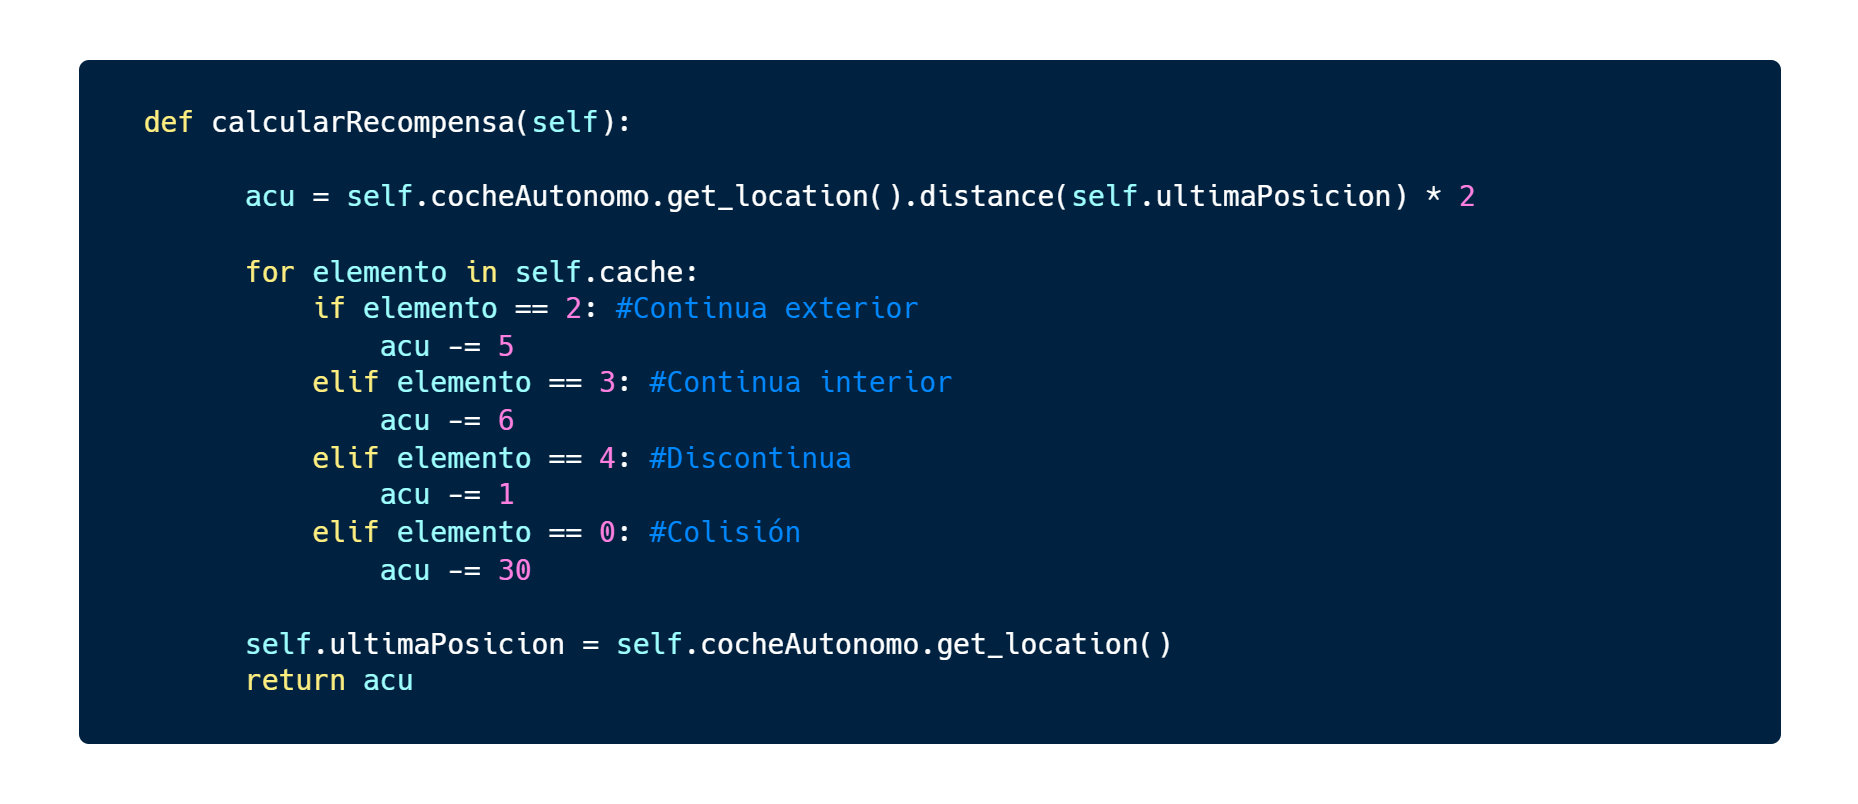 def calcularRecompensa(self):
acu = self.cocheAutonomo.get_location().distance(self.ultimaPosicion) * 2
for elemento in self.cache:
if elemento == 2: #Continua exterior
acu -= 5
elif elemento == 3: #Continua interior
acu -= 6
elif elemento == 4: #Discontinua
acu -= 1
elif elemento == 0: #Colisión
acu -= 30
self.ultimaPosicion = self.cocheAutonomo.get_location()
return acu